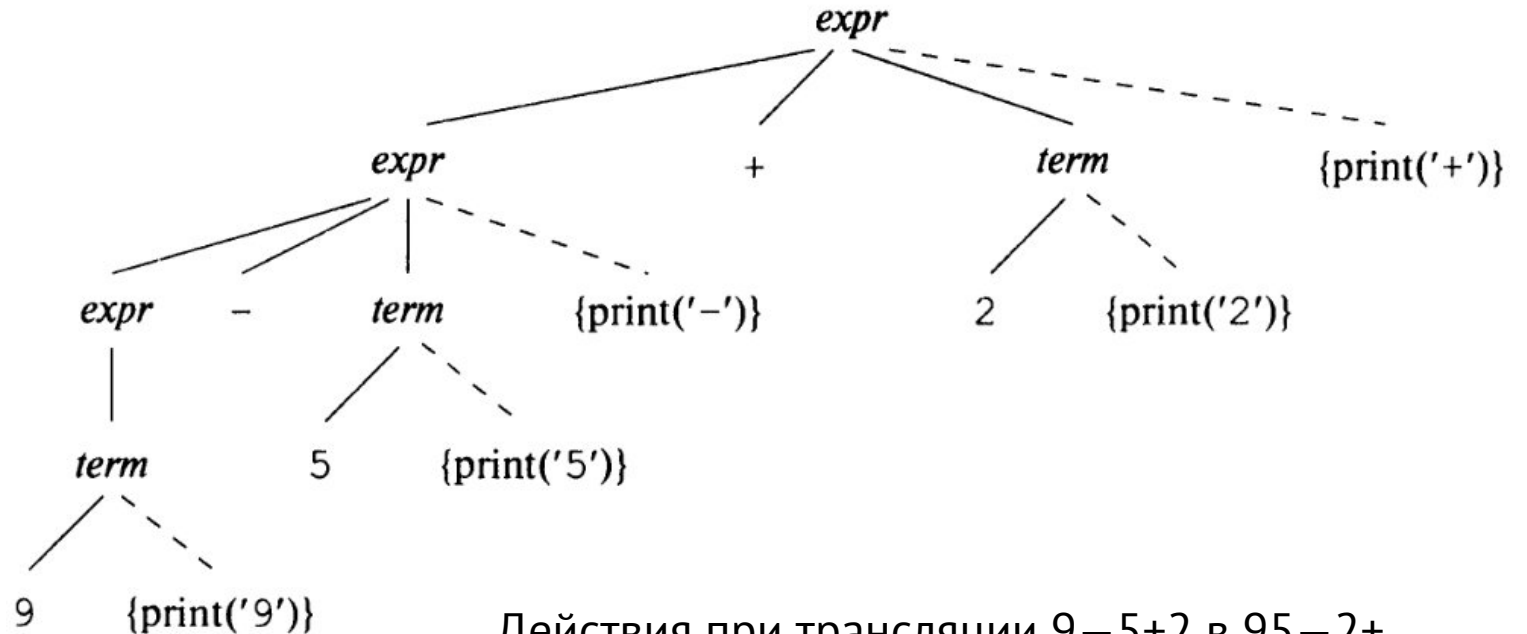 expr
expr + term {print('+')}
expr − term {print('−')} 2 {print('2')}
term 5 {print('5')}
9 {print('9')}
Действия при трансляции 9−5+2 в 95−2+